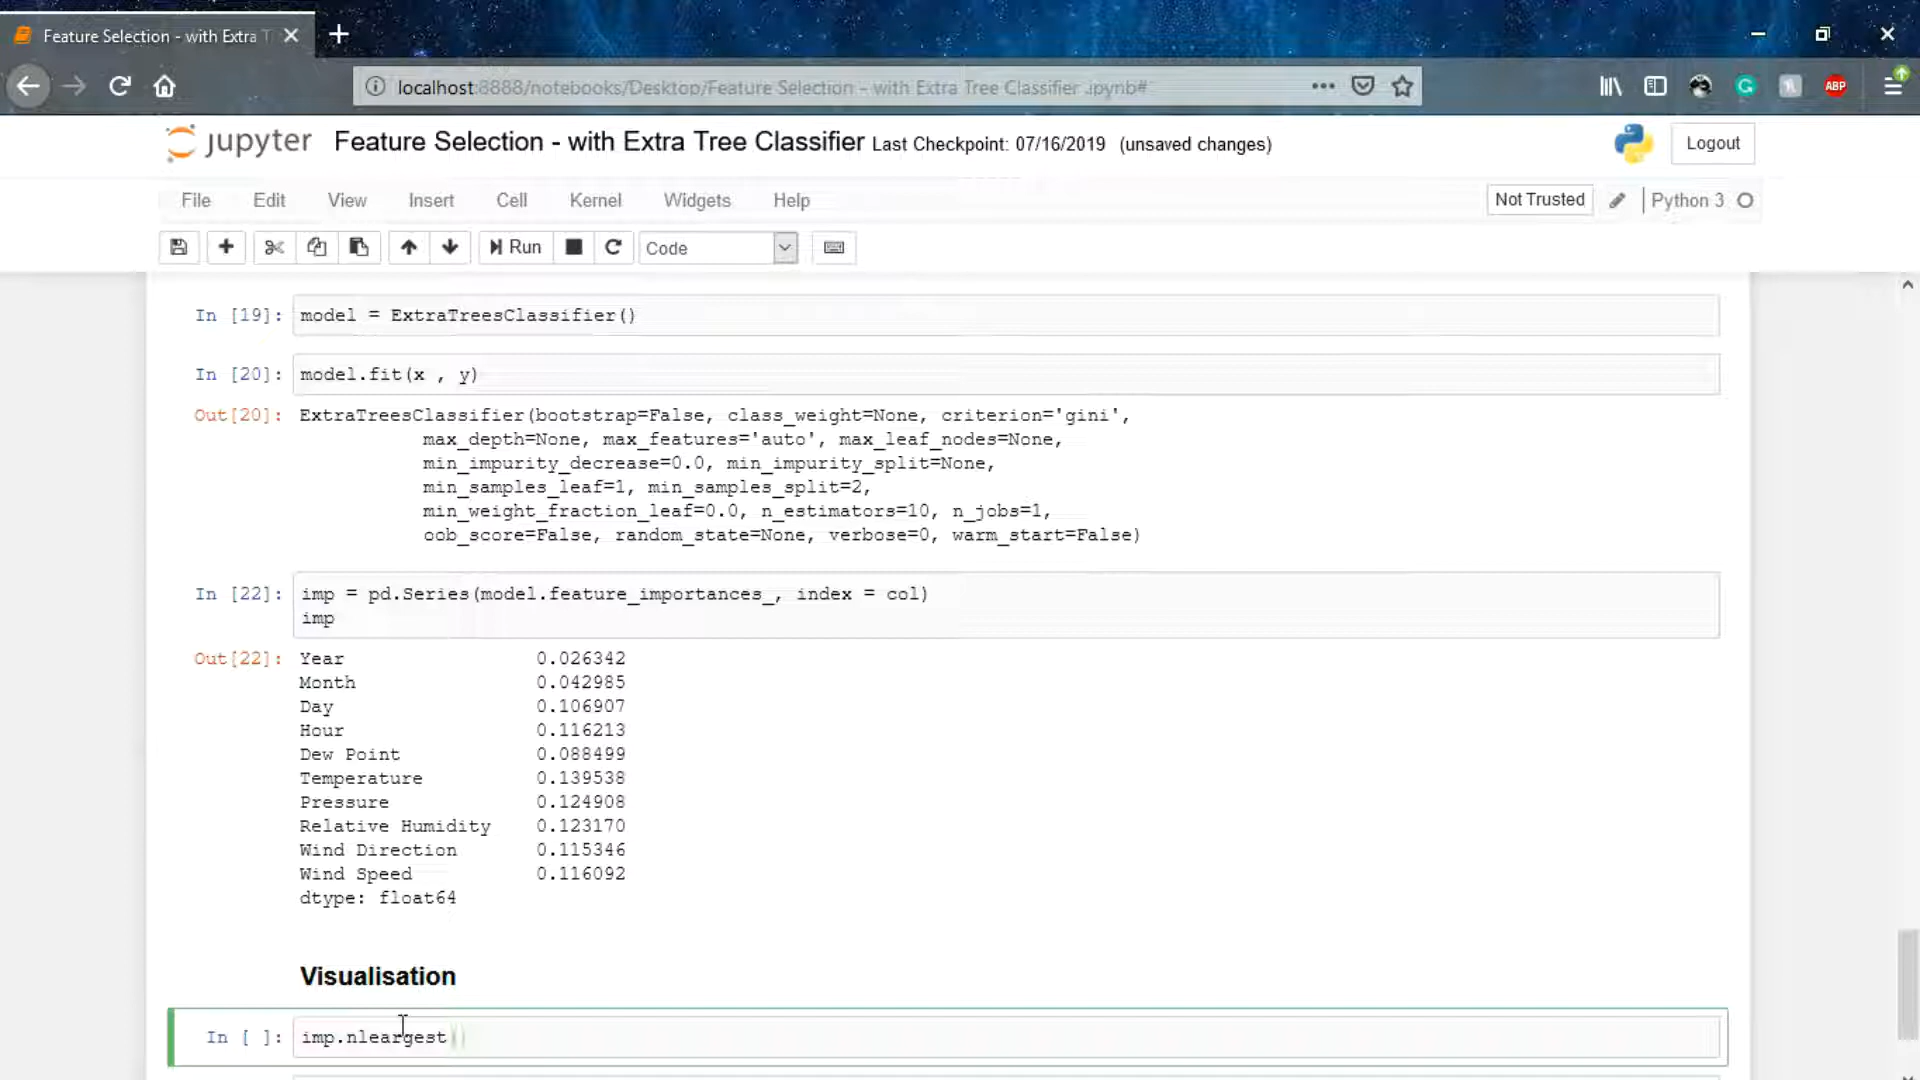 Feature Selection - with Extra T
localhost:8888/notebooks/Desktop/Feature Selection - with Extra Tree Classifier .ipynb#
ABP
jupyter Feature Selection - with Extra Tree Classifier Last Checkpoint: 07/16/2019 (unsaved changes)
Logout
File Edit View Insert Cell Kernel Widgets Help
Not Trusted
Python 3
Run
Code
In [19]: model = ExtraTreesClassifier()
In [20]: model.fit(x , y)
Out[20]: ExtraTreesClassifier(bootstrap=False, class_weight=None, criterion='gini',
max_depth=None, max_features='auto', max_leaf_nodes=None,
min_impurity_decrease=0.0, min_impurity_split=None,
min_samples_leaf=1, min_samples_split=2,
min_weight_fraction_leaf=0.0, n_estimators=10, n_jobs=1,
oob_score=False, random_state=None, verbose=0, warm_start=False)
In [22]: imp = pd.Series(model.feature_importances_, index = col)
imp
Out[22]: Year 0.026342
Month 0.042985
Day 0.106907
Hour 0.116213
Dew Point 0.088499
Temperature 0.139538
Pressure 0.124908
Relative Humidity 0.123170
Wind Direction 0.115346
Wind Speed 0.116092
dtype: float64
Visualisation
In [ ]: imp.nleargest()